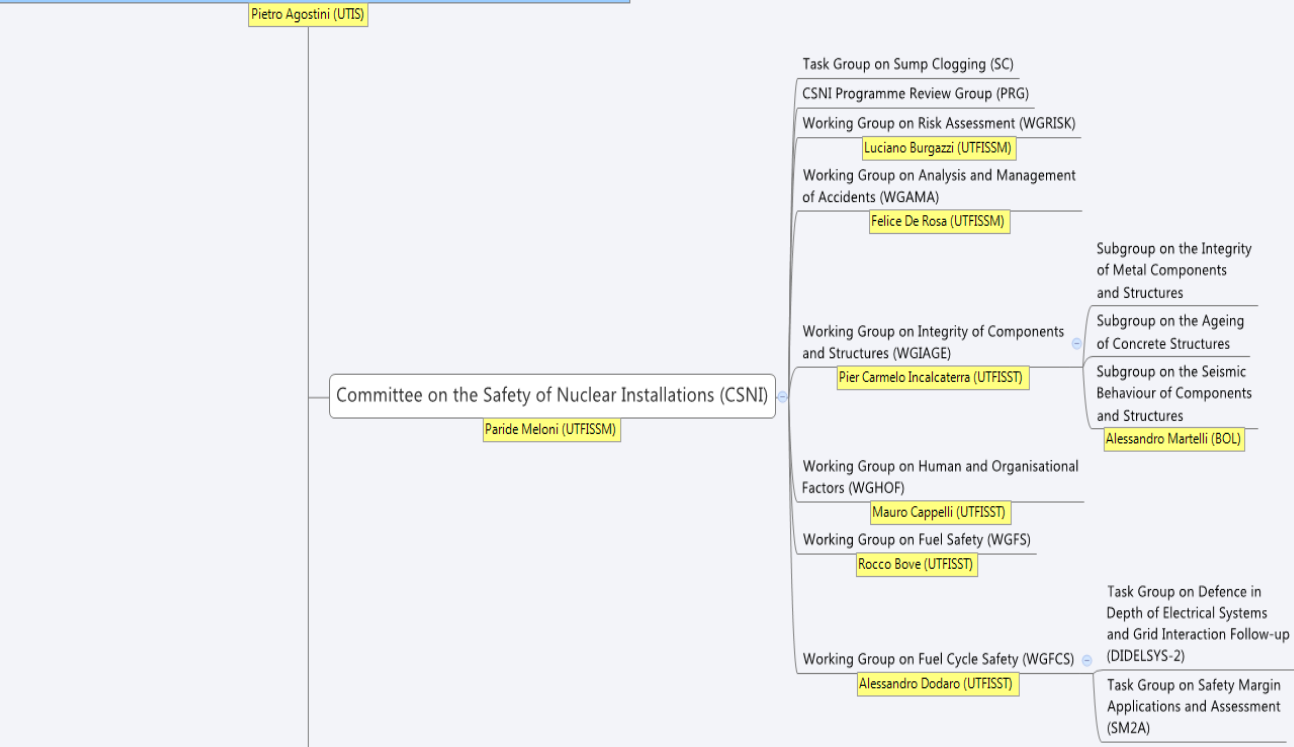 Pietro Agostini (UTIS)
Task Group on Sump Clogging (SC)
CSNI Programme Review Group (PRG)
Working Group on Risk Assessment (WGRISK)
Luciano Burgazzi (UTFISSM)
Working Group on Analysis and Management
of Accidents (WGAMA)
Felice De Rosa (UTFISSM)
Subgroup on the Integrity
of Metal Components
and Structures
Subgroup on the Ageing
of Concrete Structures
Working Group on Integrity of Components
and Structures (WGIAGE)
Pier Carmelo Incalcaterra (UTFISST)
Subgroup on the Seismic
Behaviour of Components
and Structures
Alessandro Martelli (BOL)
Committee on the Safety of Nuclear Installations (CSNI)
Paride Meloni (UTFISSM)
Working Group on Human and Organisational
Factors (WGHOF)
Mauro Cappelli (UTFISST)
Working Group on Fuel Safety (WGFS)
Rocco Bove (UTFISST)
Working Group on Fuel Cycle Safety (WGFCS)
Alessandro Dodaro (UTFISST)
Task Group on Defence in
Depth of Electrical Systems
and Grid Interaction Follow-up
(DIDELSYS-2)
Task Group on Safety Margin
Applications and Assessment
(SM2A)